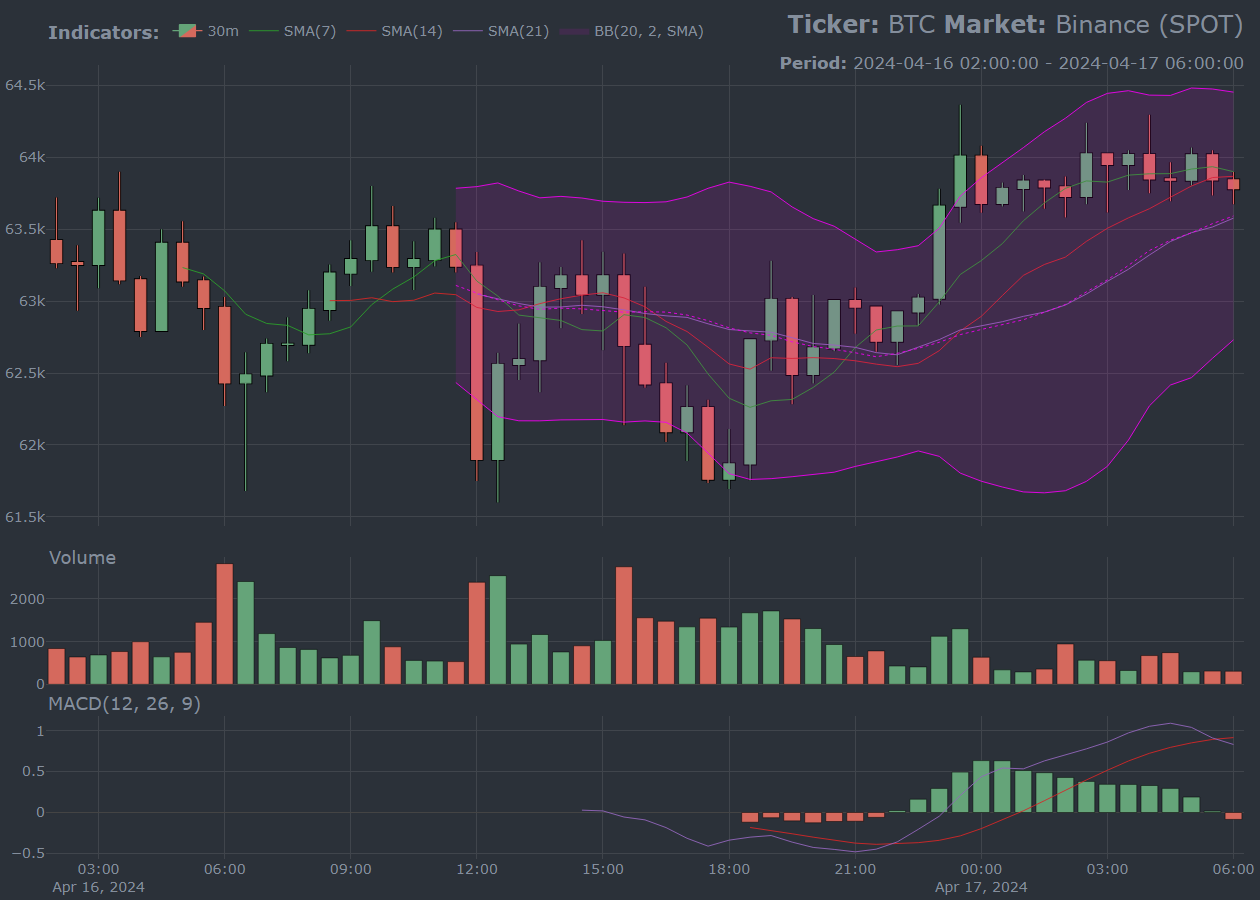 Indicators: 30m SMA(7) SMA(14) SMA(21) BB(20, 2, SMA)
Ticker: BTC Market: Binance (SPOT)
Period: 2024-04-16 02:00:00 - 2024-04-17 06:00:00
64.5k
64k
63.5k
63k
62.5k
62k
61.5k
Volume
2000
1000
0
MACD(12, 26, 9)
1
0.5
0
−0.5
03:00 06:00 09:00 12:00 15:00 18:00 21:00 00:00 03:00 06:00
Apr 16, 2024 Apr 17, 2024